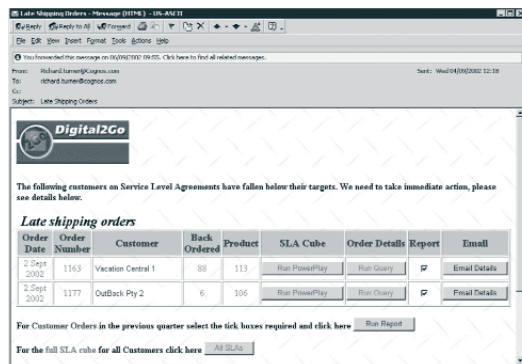 Late Shipping Orders - Message (HTML) - US-ASCII
Reply Reply to All Forward
File Edit View Insert Format Tools Actions Help
You forwarded this message on 06/09/2002 09:55. Click here to find all related messages.
From: Richard.turner@Cognos.com Sent: Wed 04/09/2002 12:18
To: richard.turner@cognos.com
Cc:
Subject: Late Shipping Orders
2GO Digital2Go
The following customers on Service Level Agreements have fallen below their targets. We need to take immediate action, please
see details below.
Late shipping orders
Order Date Order Number Customer Back Ordered Product SLA Cube Order Details Report Email
2 Sept 2002 1163 Vacation Central 1 88 113 Run PowerPlay Run Query Email Details
2 Sept 2002 1177 OutBack Pty 2 6 106 Run PowerPlay Run Query Email Details
For Customer Orders in the previous quarter select the tick boxes required and click here Run Report
For the full SLA cube for all Customers click here All SLAs